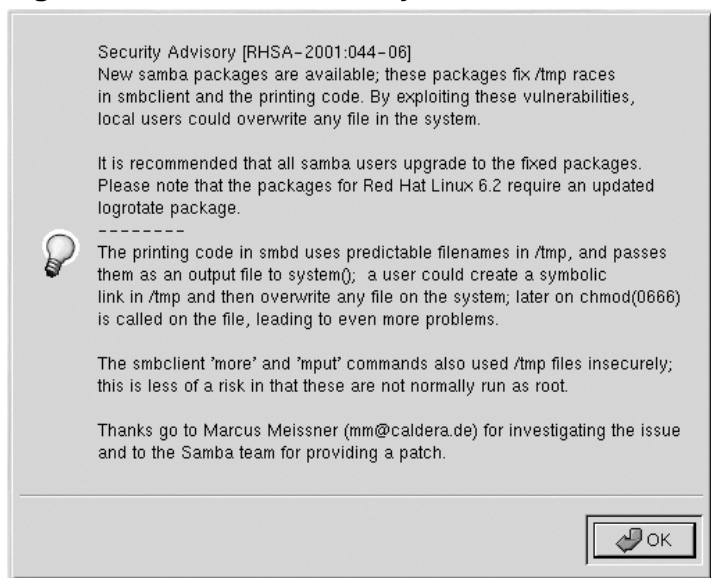 Security Advisory [RHSA-2001:044-06]
New samba packages are available; these packages fix /tmp races
in smbclient and the printing code. By exploiting these vulnerabilities,
local users could overwrite any file in the system.
It is recommended that all samba users upgrade to the fixed packages.
Please note that the packages for Red Hat Linux 6.2 require an updated
logrotate package.
--------
The printing code in smbd uses predictable filenames in /tmp, and passes
them as an output file to system();  a user could create a symbolic
link in /tmp and then overwrite any file on the system; later on chmod(0666)
is called on the file, leading to even more problems.
The smbclient 'more' and 'mput' commands also used /tmp files insecurely;
this is less of a risk in that these are not normally run as root.
Thanks go to Marcus Meissner (mm@caldera.de) for investigating the issue
and to the Samba team for providing a patch.
OK